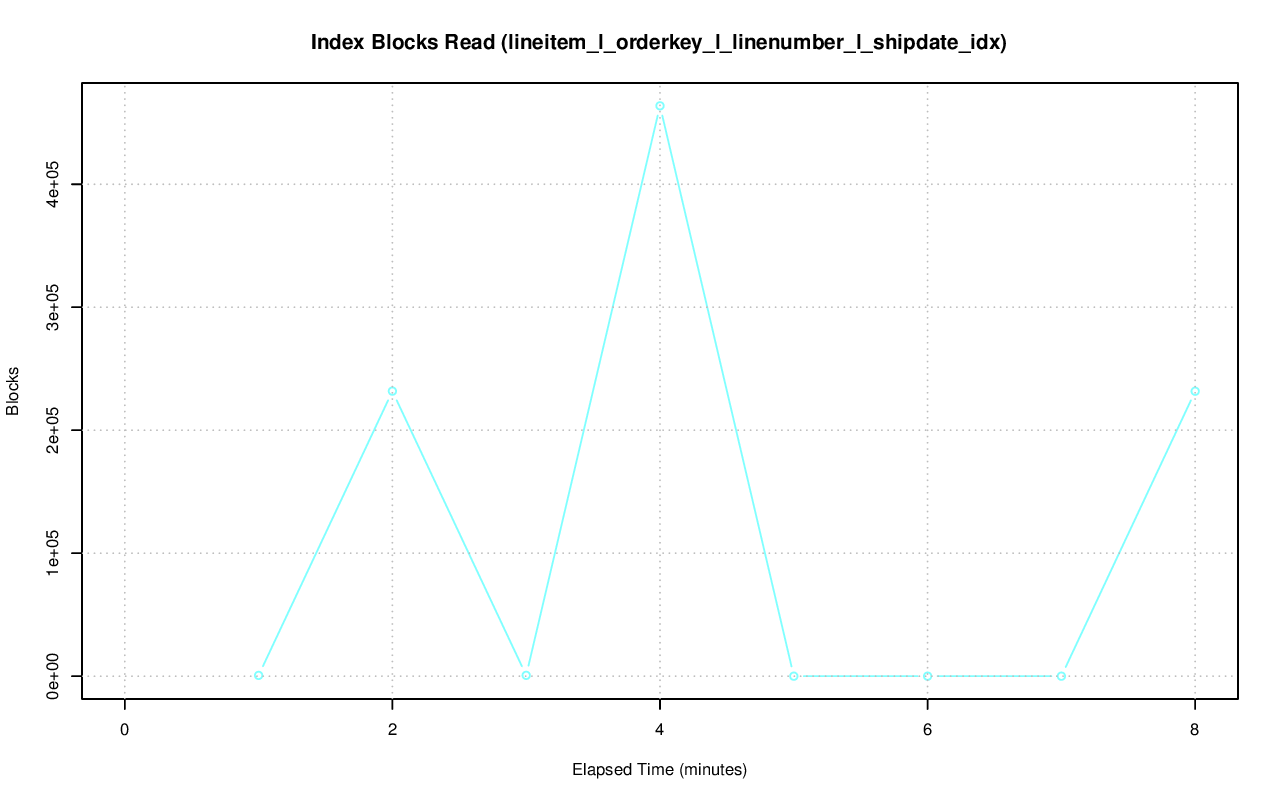 Index Blocks Read (lineitem_l_orderkey_l_linenumber_l_shipdate_idx)
Blocks
4e+05
3e+05
2e+05
1e+05
0e+00
0 2 4 6 8
Elapsed Time (minutes)